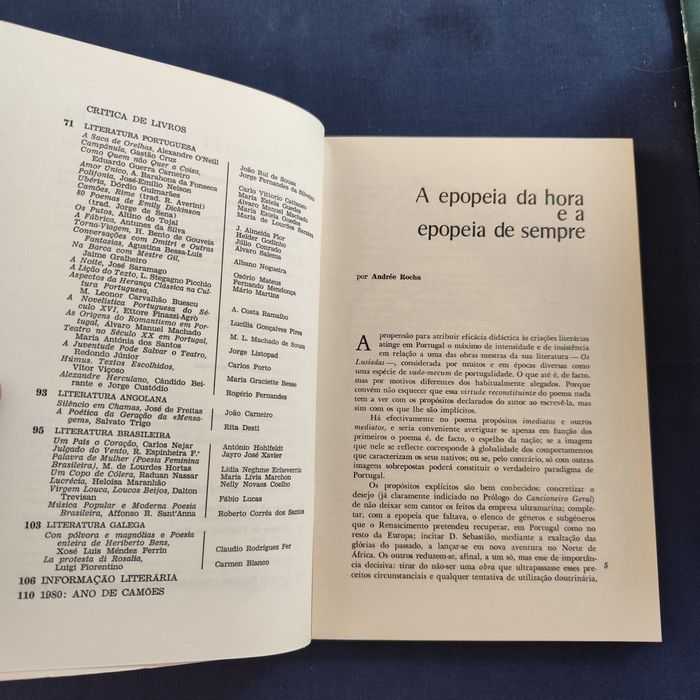 CRITICA DE LIVROS
71 LITERATURA PORTUGUESA
A Saca de Orelhas, Alexandre O'Neill
Campânula, Gastão Cruz
João Rui de Sousa
Como Quem não Quer a Coisa,
Eduardo Guerra Carneiro
Jorge Fernandes da Silveira
Amor Unico, A. Barahona da Fonseca
Polifonia, José-Emílio Nelson
Carlo Vittorio Cattaneo
Ubéria, Dórdio Guimarães
Maria Estela Guedes
Camões, Rime (trad. R. Averini)
Álvaro Manuel Machado
80 Poemas de Emily Dickinson
Maria Estela Guedes
(trad. Jorge de Sena)
Maria de Lourdes Saraiva
Os Putos, Altino do Tojal
J. Almeida Flor
A Fábrica, Antunes da Silva
Helder Godinho
Torna-Viagem, H. Bento de Gouveia
Júlio Conrado
Conversações com Dmitri e Outras
Álvaro Salema
Fantasias, Agustina Bessa-Luís
Na Barca com Mestre Gil,
Jaime Gralheiro
Albano Nogueira
A Noite, José Saramago
A Lição do Texto, L. Stegagno Picchio
Osório Mateus
Aspectos da Herança Clássica na Cul-
Fernando Mendonça
tura Portuguesa,
Mário Martins
M. Leonor Carvalhão Buescu
A Novelística Portuguesa do Sé-
culo XVI, Ettore Finazzi-Agrò
A. Costa Ramalho
As Origens do Romantismo em Por-
tugal, Álvaro Manuel Machado
Lucília Gonçalves Pires
Teatro no Século XX em Portugal,
Maria Antónia dos Santos
M. L. Machado de Sousa
A Juventude Pode Salvar o Teatro,
Redondo Júnior
Jorge Listopad
Húmus. Textos Escolhidos,
Vítor Viçoso
Carlos Porto
Alexandre Herculano, Cândido Bei-
Maria Graciette Besse
rante e Jorge Custódio
Rogério Fernandes
93 LITERATURA ANGOLANA
Silêncio em Chamas, José de Freitas
João Carneiro
A Poética da Geração da «Mensa-
gem», Salvato Trigo
Rita Desti
95 LITERATURA BRASILEIRA
Um País o Coração, Carlos Nejar
António Hohlfeldt
Julgado do Vento, R. Espinheira F.º
Jayro José Xavier
Palavra de Mulher (Poesia Feminina
Brasileira), M. de Lourdes Hortas
Lídia Neghme Echeverria
Um Copo de Cólera, Raduan Nassar
Maria Lívia Marchon
Lucrécia, Heloísa Maranhão
Nelly Novaes Coelho
Virgem Louca, Loucos Beijos, Dalton
Trevisan
Fábio Lucas
Música Popular e Moderna Poesia
Brasileira, Affonso R. Sant'Anna
Roberto Corrêa dos Santos
103 LITERATURA GALEGA
Con pólvora e magnólias e Poesia
enteira de Heriberto Bens,
Xosé Luis Méndez Ferrín
Claudio Rodríguez Fer
La protesta di Rosalía,
Luigi Fiorentino
Carmen Blanco
106 INFORMAÇÃO LITERÁRIA
110 1980: ANO DE CAMÕES
A epopeia da hora
e a
epopeia de sempre
por Andrée Rocha
A propensão para atribuir eficácia didáctica às criações literárias
atinge em Portugal o máximo de intensidade e de insistência
em relação a uma das obras mestras da sua literatura — Os
Lusíadas —, considerada por muitos e em épocas diversas como
uma espécie de vade-mecum de portugalidade. O que até é, de facto,
mas por motivos diferentes dos habitualmente alegados. Porque
convém não esquecer que essa virtude reconstituinte do poema nada
tem a ver com os propósitos declarados do autor ao escrevê-la, mas
sim com os que lhe são implícitos.
Há efectivamente no poema propósitos imediatos e outros
mediatos, e seria conveniente averiguar se apenas em função dos
primeiros o poema é, de facto, o espelho da nação; se a imagem
que nele se reflecte corresponde à globalidade dos comportamentos
que caracterizam os seus nativos; ou se, pelo contrário, só com outras
imagens sobrepostas poderá constituir o verdadeiro paradigma de
Portugal.
Os propósitos explícitos são bem conhecidos: concretizar o
desejo (já claramente indiciado no Prólogo do Cancioneiro Geral)
de não deixar sem cantor os feitos da empresa ultramarina; comple-
tar, com a epopeia que faltava, o elenco de géneros e subgéneros
que o Renascimento pretendeu recuperar, em Portugal como no
resto da Europa; incitar D. Sebastião, mediante a exaltação das
glórias do passado, a lançar-se em nova aventura no Norte de
África. Os outros reduzem-se, afinal, a um só, mas esse de importân-
cia decisiva: tirar do não-ser uma obra que ultrapassasse esses pre-
ceitos circunstanciais e qualquer tentativa de utilização doutrinária,
5